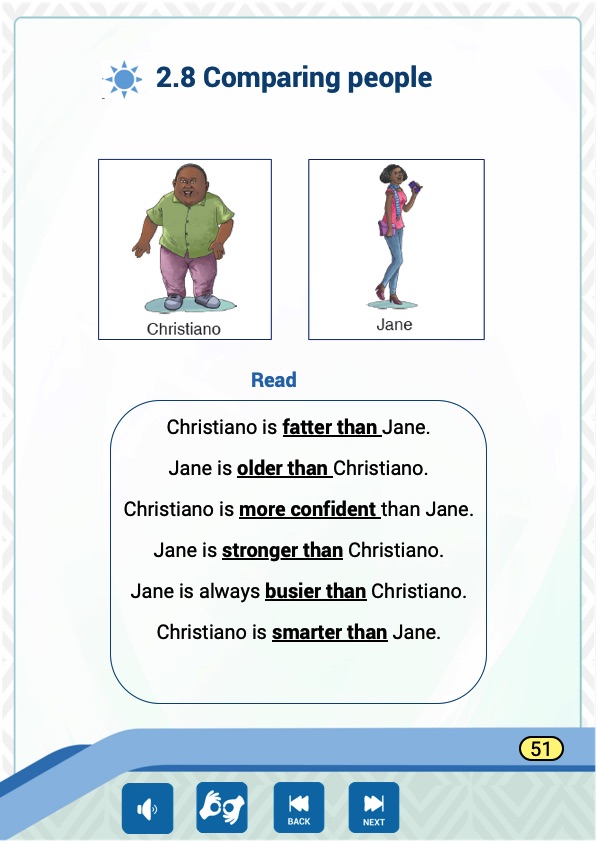 2.8 Comparing people
Christiano
Jane
Read
Christiano is fatter than Jane.
Jane is older than Christiano.
Christiano is more confident than Jane.
Jane is stronger than Christiano.
Jane is always busier than Christiano.
Christiano is smarter than Jane.
51
BACK
NEXT